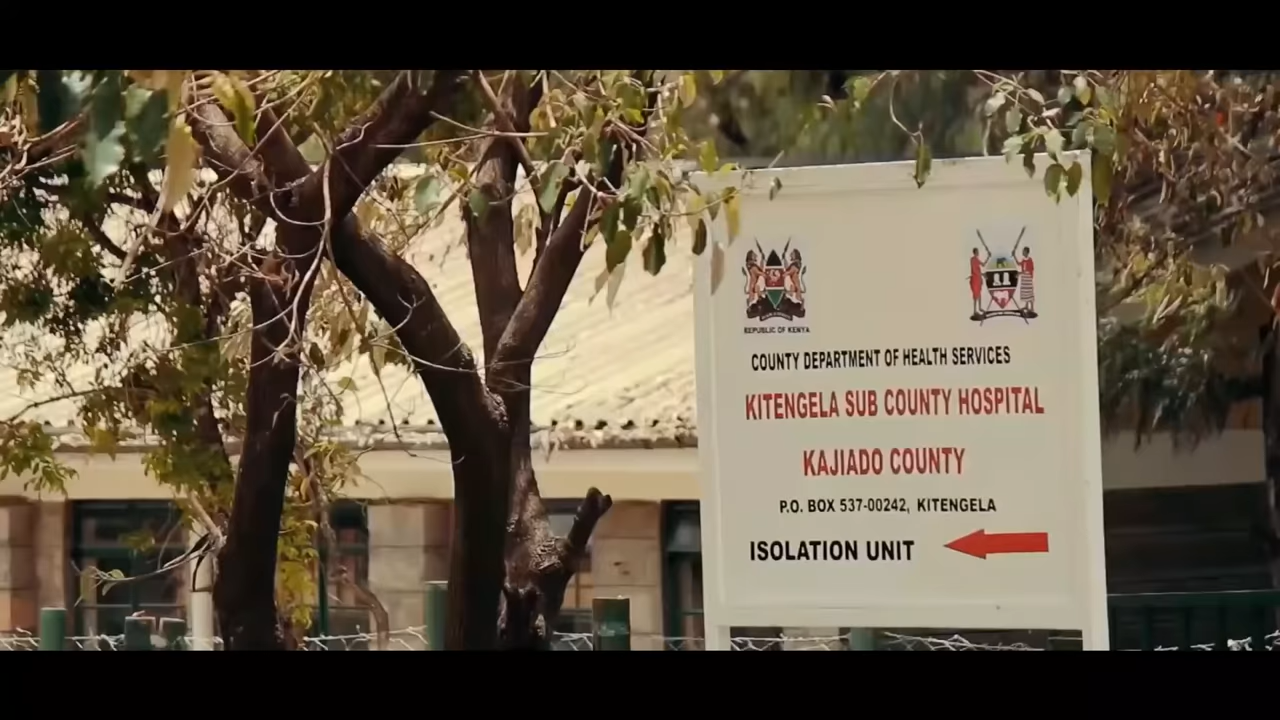 REPUBLIC OF KENYA
COUNTY DEPARTMENT OF HEALTH SERVICES
KITENGELA SUB COUNTY HOSPITAL
KAJIADO COUNTY
P.O. BOX 537-00242, KITENGELA
ISOLATION UNIT